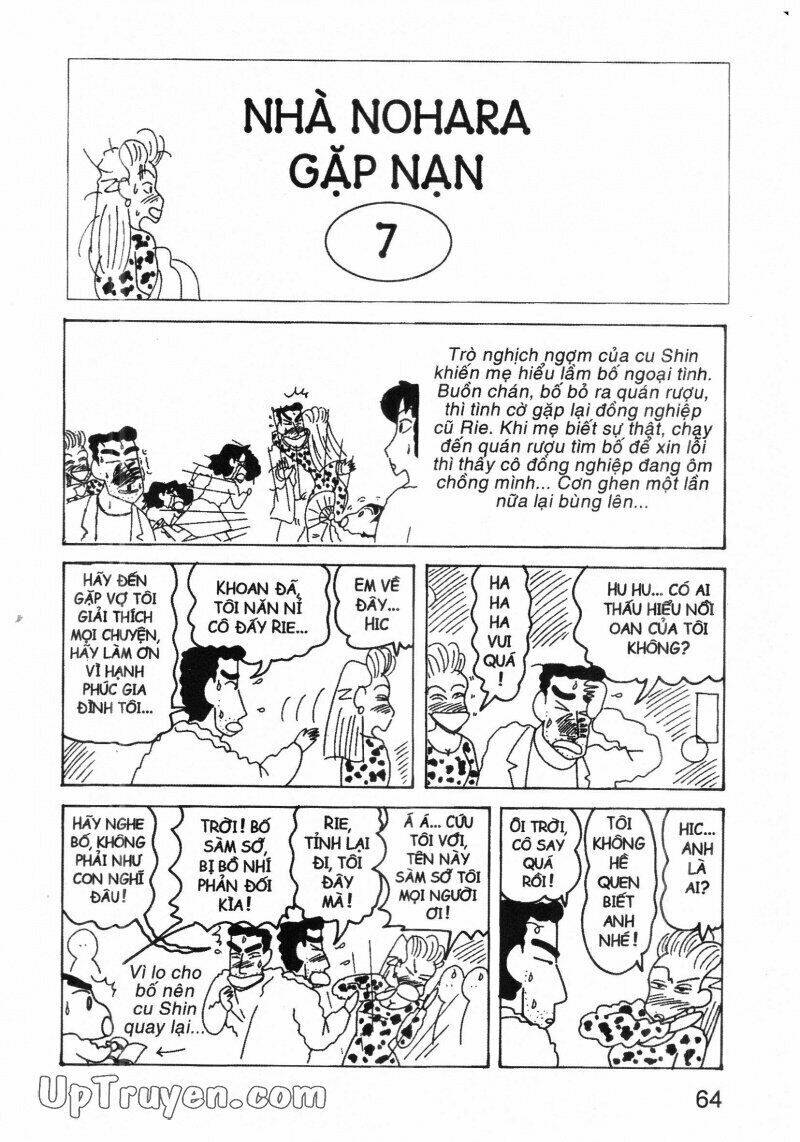 NHÀ NOHARA
GẶP NẠN
7
Trò nghịch ngợm của cu Shin
khiến mẹ hiểu lầm bố ngoại tình.
Buồn chán, bố bỏ ra quán rượu,
thì tình cờ gặp lại đồng nghiệp
cũ Rie. Khi mẹ biết sự thật, chạy
đến quán rượu tìm bố để xin lỗi
thì thấy cô đồng nghiệp đang ôm
chồng mình... Cơn ghen một lần
nữa lại bùng lên...
HU HU... CÓ AI
THẤU HIỂU NỖI
OAN CỦA TÔI
KHÔNG?
HA
HA
HA
VUI
QUÁ
!
EM VỀ
ĐÂY...
HIC
KHOAN ĐÃ,
TÔI NĂN NỈ
CÔ ĐẤY RIE...
HÃY ĐẾN
GẶP VỢ TÔI
GIẢI THÍCH
MỌI CHUYỆN,
HÃY LÀM ƠN
VÌ HẠNH
PHÚC GIA
ĐÌNH TÔI...
HIC...
ANH
LÀ
AI?
TÔI
KHÔNG
HỀ
QUEN
BIẾT
ANH
NHÉ!
ÔI TRỜI,
CÔ SAY
QUÁ
RỒI!
Á Á... CỨU
TÔI VỚI,
TÊN NÀY
SÀM SỠ TÔI
MỌI NGƯỜI
ƠI!
RIE,
TỈNH LẠI
ĐI, TÔI
ĐÂY
MÀ!
TRỜI! BỐ
SÀM SỠ,
BỊ BỒ NHÍ
PHẢN ĐỐI
KÌA!
HÃY NGHE
BỐ, KHÔNG
PHẢI NHƯ
CON NGHĨ
ĐÂU!
Vì lo cho
bố nên
cu Shin
quay lại...
UpTruyen.com
64